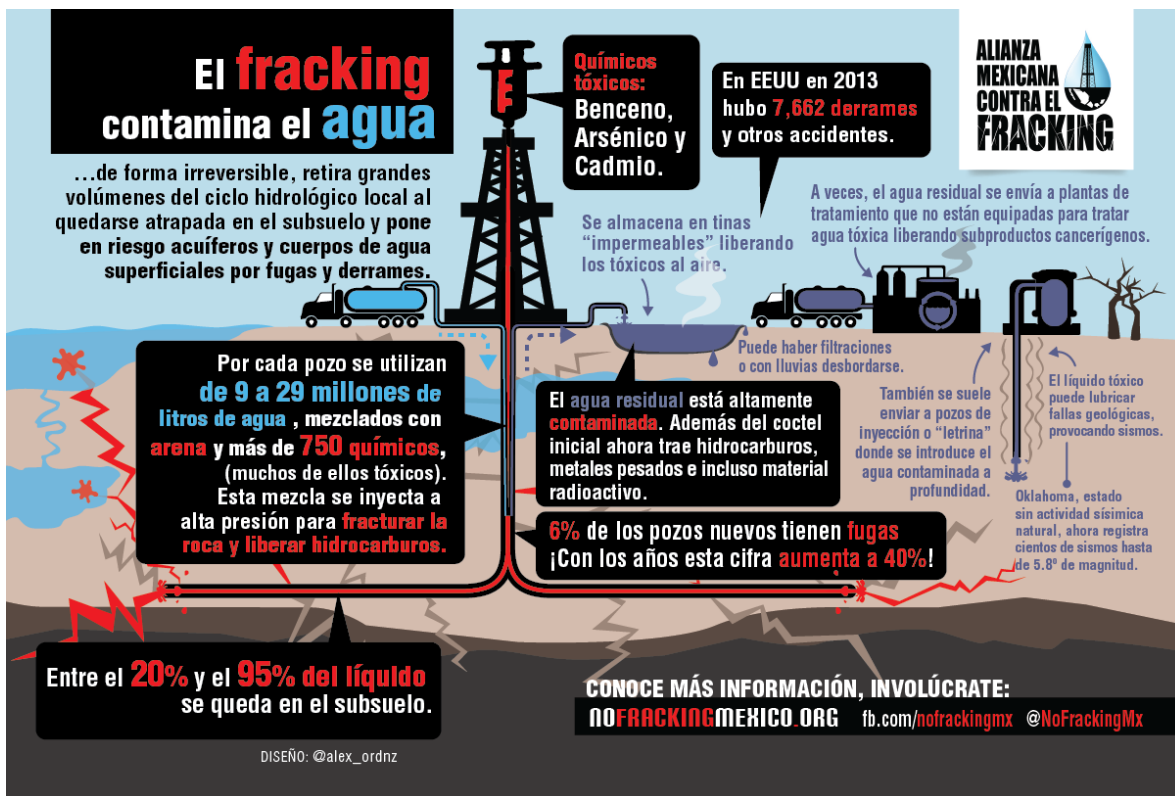 El fracking
contamina el agua
...de forma irreversible, retira grandes
volúmenes del ciclo hidrológico local al
quedarse atrapada en el subsuelo y pone
en riesgo acuíferos y cuerpos de agua
superficiales por fugas y derrames.
Químicos
tóxicos:
Benceno,
Arsénico y
Cadmio.
En EEUU en 2013
hubo 7,662 derrames
y otros accidentes.
ALIANZA
MEXICANA
CONTRA EL
FRACKING
Se almacena en tinas
“impermeables” liberando
los tóxicos al aire.
A veces, el agua residual se envía a plantas de
tratamiento que no están equipadas para tratar
agua tóxica liberando subproductos cancerígenos.
Por cada pozo se utilizan
de 9 a 29 millones de
litros de agua , mezclados con
arena y más de 750 químicos,
(muchos de ellos tóxicos).
Esta mezcla se inyecta a
alta presión para fracturar la
roca y liberar hidrocarburos.
Puede haber filtraciones
o con lluvias desbordarse.
El agua residual está altamente
contaminada. Además del coctel
inicial ahora trae hidrocarburos,
metales pesados e incluso material
radioactivo.
También se suele
enviar a pozos de
inyección o “letrina”
donde se introduce el
agua contaminada a
profundidad.
El líquido tóxico
puede lubricar
fallas geológicas,
provocando sismos.
Oklahoma, estado
sin actividad sísimica
natural, ahora registra
cientos de sismos hasta
de 5.8º de magnitud.
6% de los pozos nuevos tienen fugas
¡Con los años esta cifra aumenta a 40%!
Entre el 20% y el 95% del líquido
se queda en el subsuelo.
CONOCE MÁS INFORMACIÓN, INVOLÚCRATE:
NOFRACKINGMEXICO.ORG fb.com/nofrackingmx @NoFrackingMx
DISEÑO: @alex_ordnz